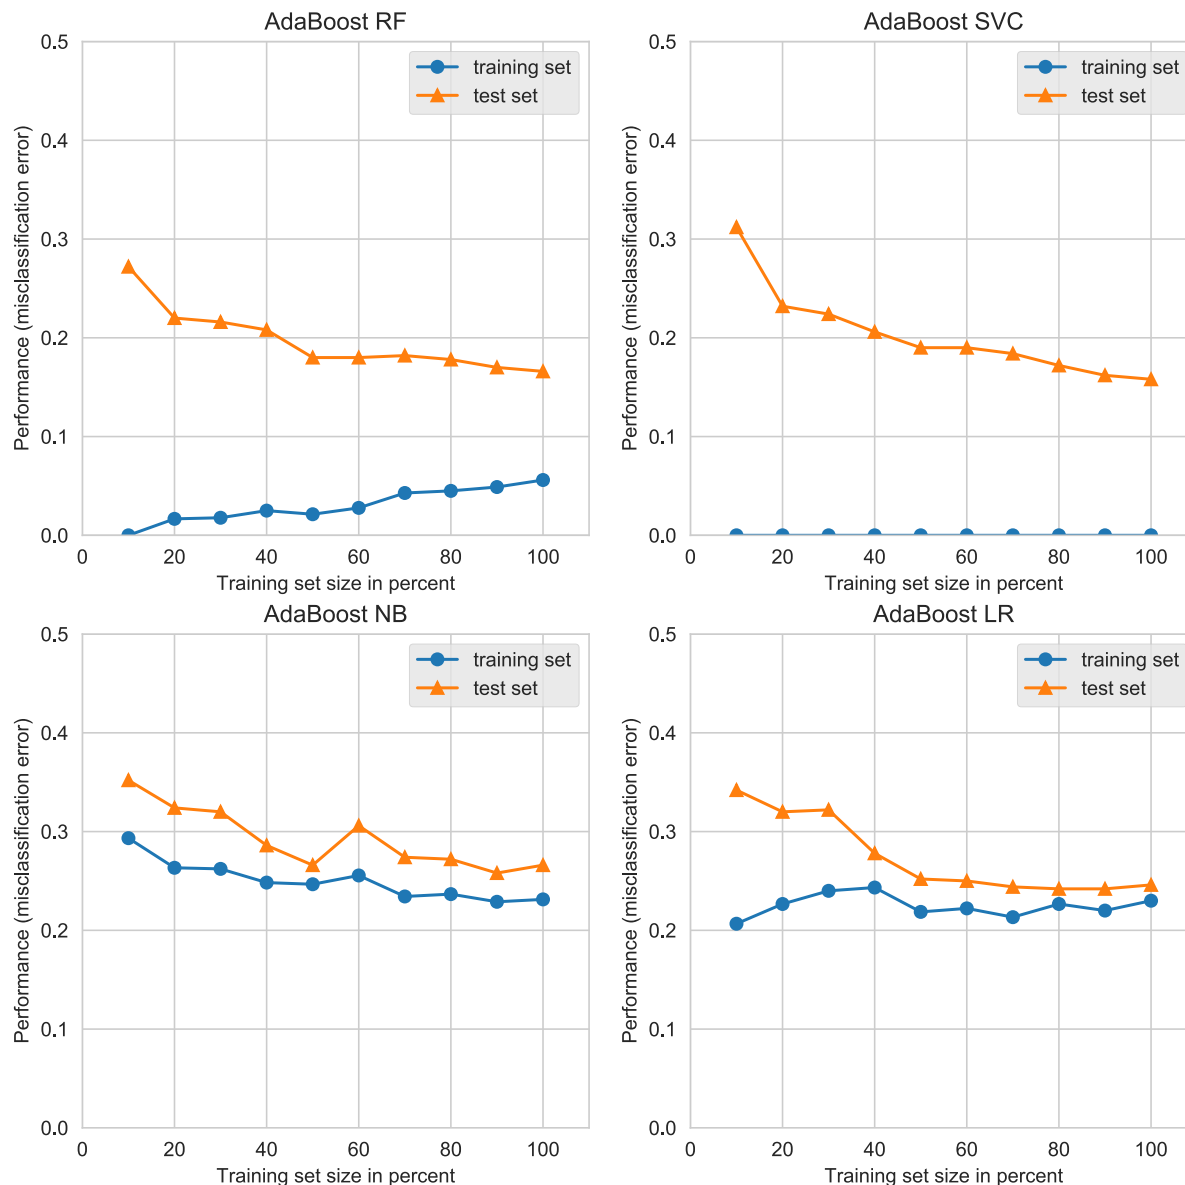 AdaBoost RF
training set
test set
Performance (misclassification error)
0.5
0.4
0.3
0.2
0.1
0.0
0 20 40 60 80 100
Training set size in percent
AdaBoost SVC
training set
test set
Performance (misclassification error)
0.5
0.4
0.3
0.2
0.1
0.0
0 20 40 60 80 100
Training set size in percent
AdaBoost NB
training set
test set
Performance (misclassification error)
0.5
0.4
0.3
0.2
0.1
0.0
0 20 40 60 80 100
Training set size in percent
AdaBoost LR
training set
test set
Performance (misclassification error)
0.5
0.4
0.3
0.2
0.1
0.0
0 20 40 60 80 100
Training set size in percent